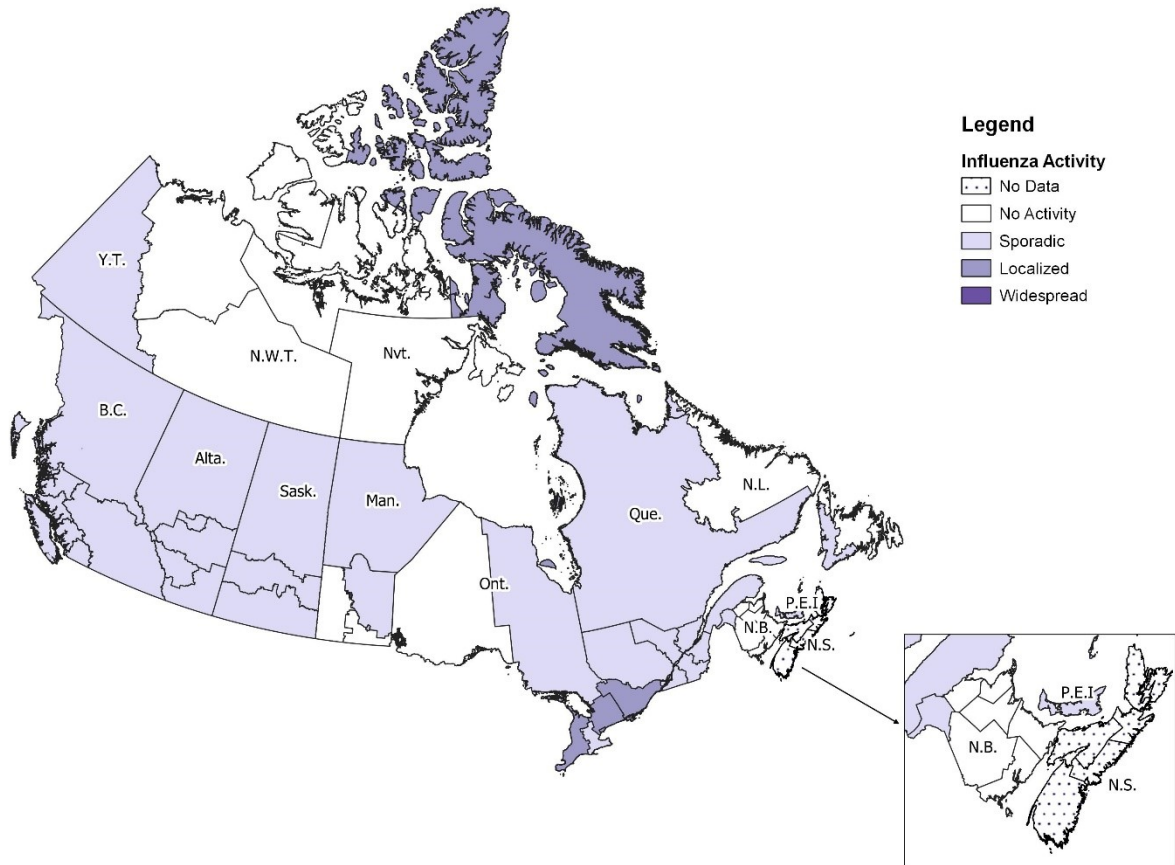 Legend
Influenza Activity
No Data
No Activity
Sporadic
Localized
Widespread
Y.T.
N.W.T.
Nvt.
B.C.
Alta.
Sask.
Man.
Que.
N.L.
Ont.
P.E.I
N.B.
N.S.
P.E.I
N.B.
N.S.